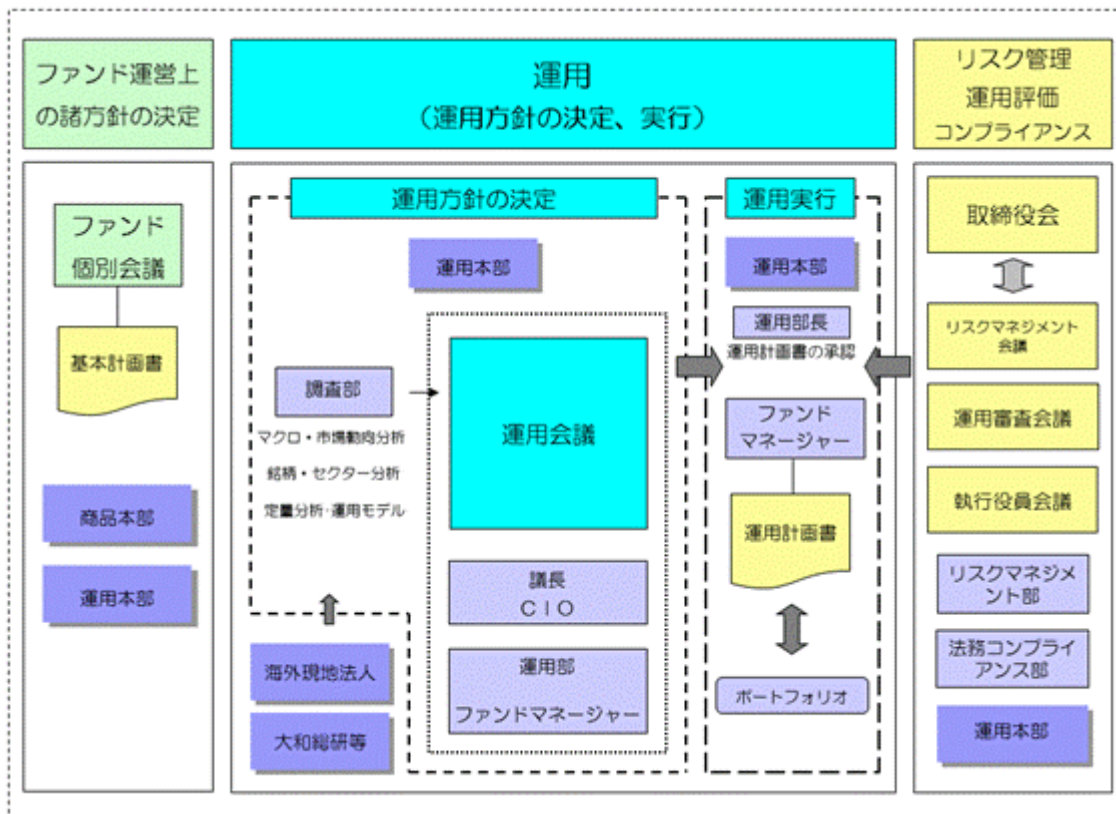 ファンド運営上
の諸方針の決定
運用
（運用方針の決定、実行）
リスク管理
運用評価
コンプライアンス
ファンド
個別会議
基本計画書
商品本部
運用本部
運用方針の決定
運用本部
調査部
マクロ・市場動向分析
銘柄・セクター分析
定量分析・運用モデル
海外現地法人
大和総研等
運用会議
議長
ＣＩＯ
運用部
ファンドマネージャー
運用実行
運用本部
運用部長
運用計画書の承認
ファンド
マネージャー
運用計画書
ポートフォリオ
取締役会
リスクマネジメント
会議
運用審査会議
執行役員会議
リスクマネジメ
ント部
法務コンプライ
アンス部
運用本部